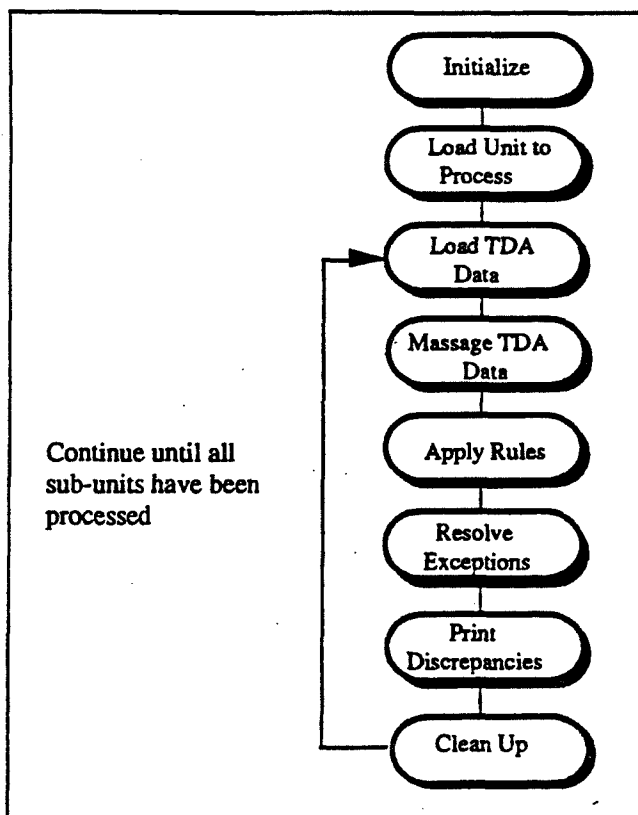 Initialize
Load Unit to
Process
Load TDA
Data
Massage TDA
Data
Continue until all
sub-units have been
processed
Apply Rules
Resolve
Exceptions
Print
Discrepancies
Clean Up